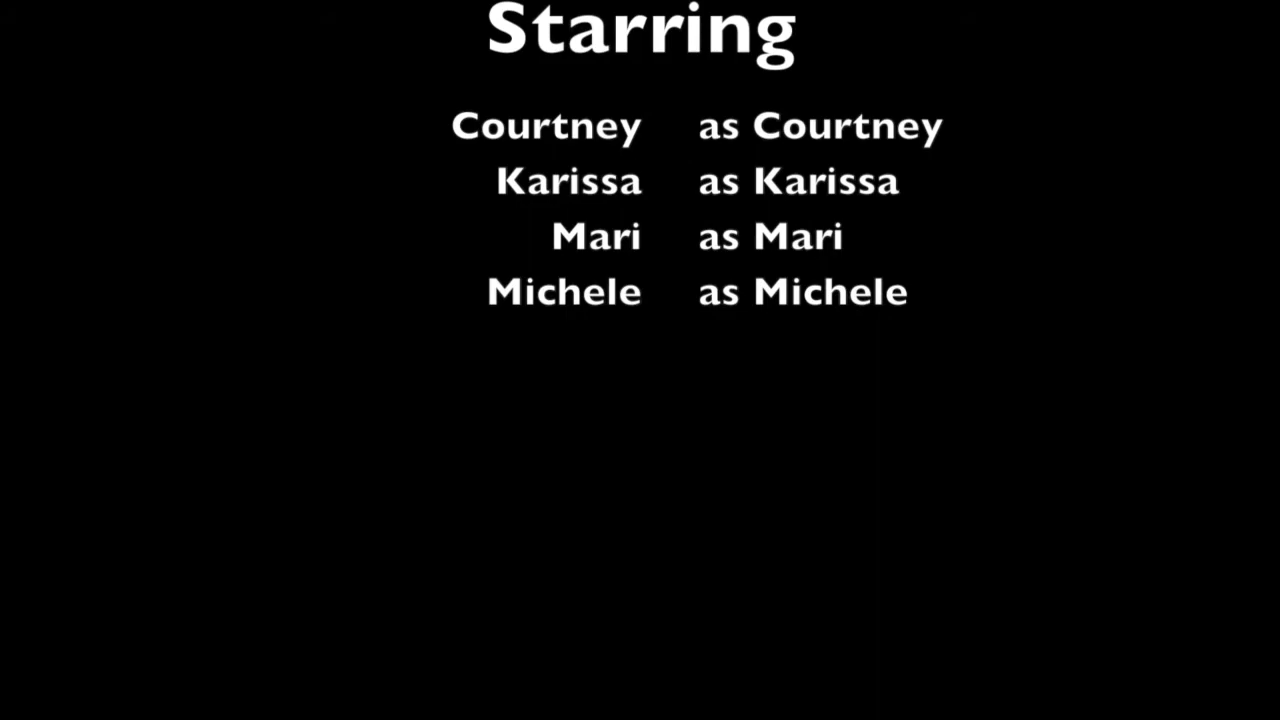 Starring
Courtney as Courtney
Karissa as Karissa
Mari as Mari
Michele as Michele